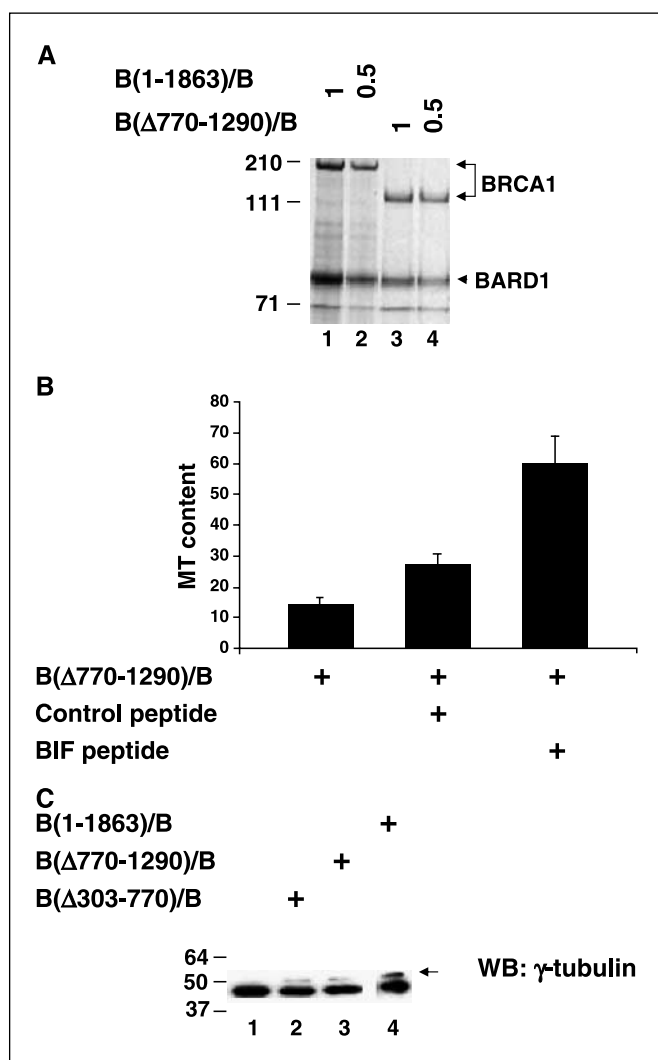 A
B(1-1863)/B 1 0.5
B(Δ770-1290)/B 1 0.5
210
111
71
BRCA1
BARD1
1 2 3 4
B
80
70
60
50
40
30
20
10
0
MT content
B(Δ770-1290)/B + + +
Control peptide +
BIF peptide +
C
B(1-1863)/B +
B(Δ770-1290)/B +
B(Δ303-770)/B +
64
50
37
WB: γ-tubulin
1 2 3 4